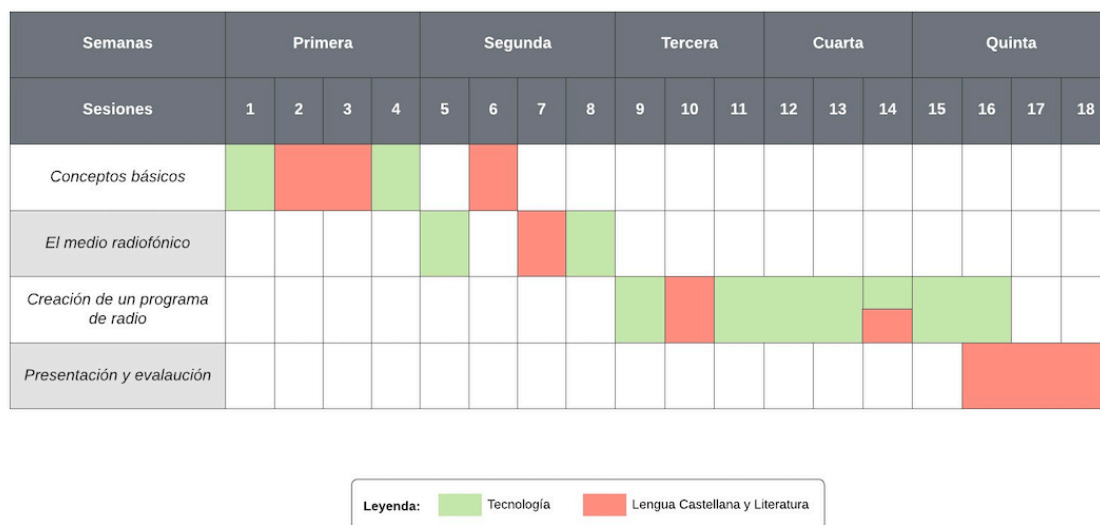 Semanas Primera Segunda Tercera Cuarta Quinta
Sesiones 1 2 3 4 5 6 7 8 9 10 11 12 13 14 15 16 17 18
Conceptos básicos
El medio radiofónico
Creación de un programa
de radio
Presentación y evalaución
Leyenda: Tecnología Lengua Castellana y Literatura